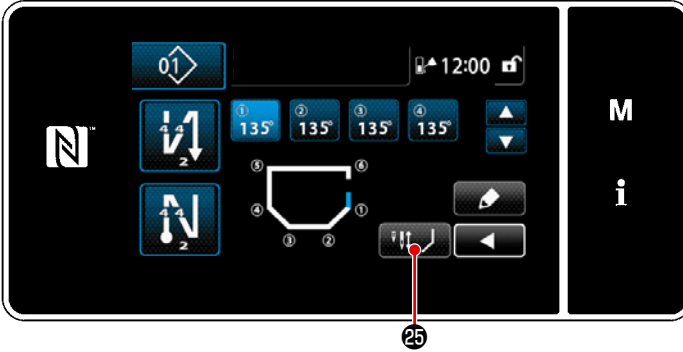 01 12:00
4 4 2 ① 135° ② 135° ③ 135° ④ 135° M
⑤ ⑥
④ ① i
4 4 2
③ ②
㉕